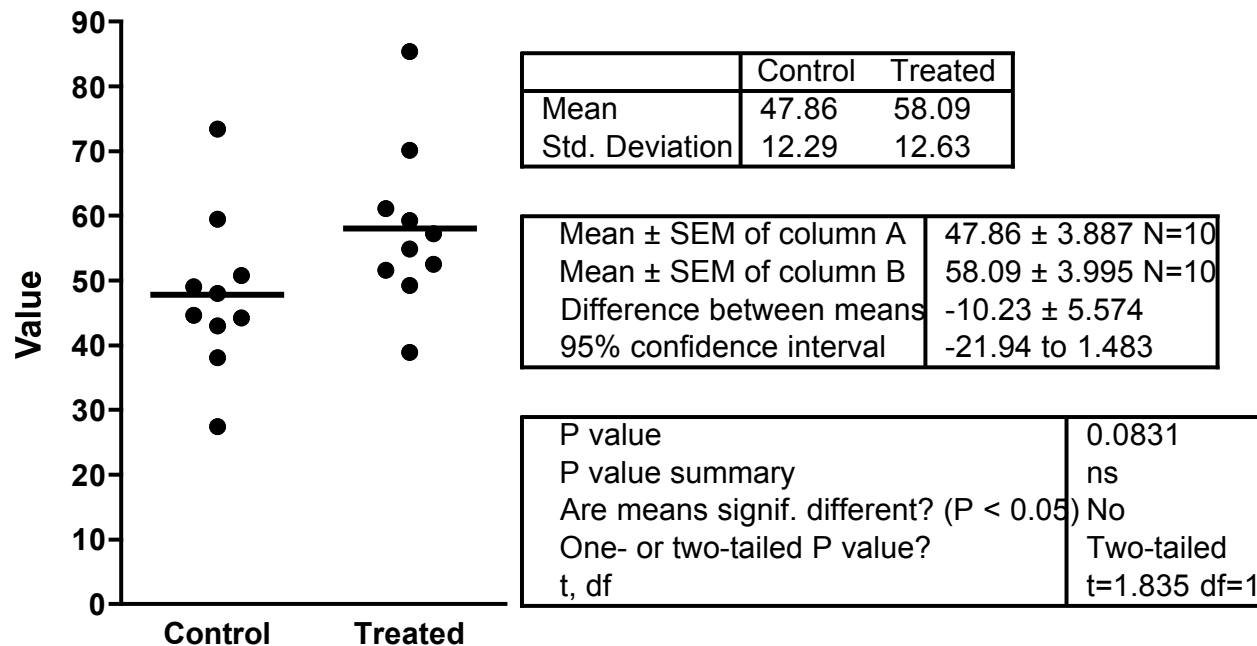 90
80
70
60
50
40
30
20
10
0
Value
Control Treated
Control Treated
Mean 47.86 58.09
Std. Deviation 12.29 12.63
Mean ± SEM of column A 47.86 ± 3.887 N=10
Mean ± SEM of column B 58.09 ± 3.995 N=10
Difference between means -10.23 ± 5.574
95% confidence interval -21.94 to 1.483
P value 0.0831
P value summary ns
Are means signif. different? (P < 0.05) No
One- or two-tailed P value? Two-tailed
t, df t=1.835 df=1